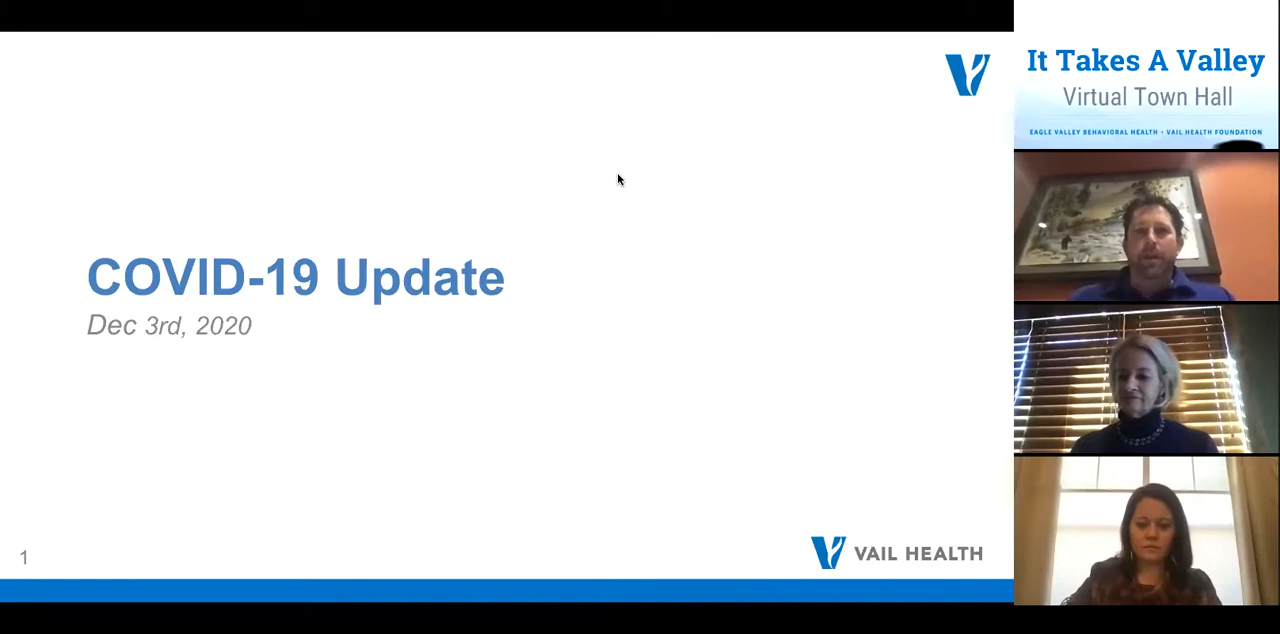 COVID-19 Update
Dec 3rd, 2020
1
VAIL HEALTH
It Takes A Valley
Virtual Town Hall
EAGLE VALLEY BEHAVIORAL HEALTH • VAIL HEALTH FOUNDATION